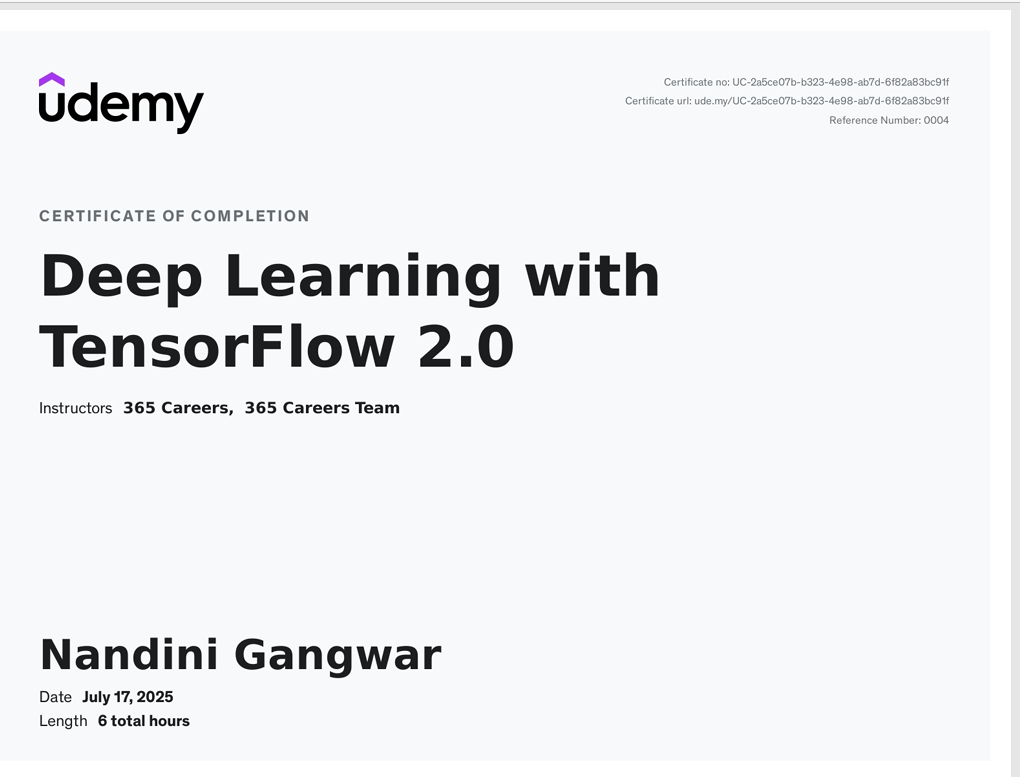 ûdemy
Certificate no: UC-2a5ce07b-b323-4e98-ab7d-6f82a83bc91f
Certificate url: ude.my/UC-2a5ce07b-b323-4e98-ab7d-6f82a83bc91f
Reference Number: 0004
CERTIFICATE OF COMPLETION
Deep Learning with
TensorFlow 2.0
Instructors 365 Careers, 365 Careers Team
Nandini Gangwar
Date July 17, 2025
Length 6 total hours